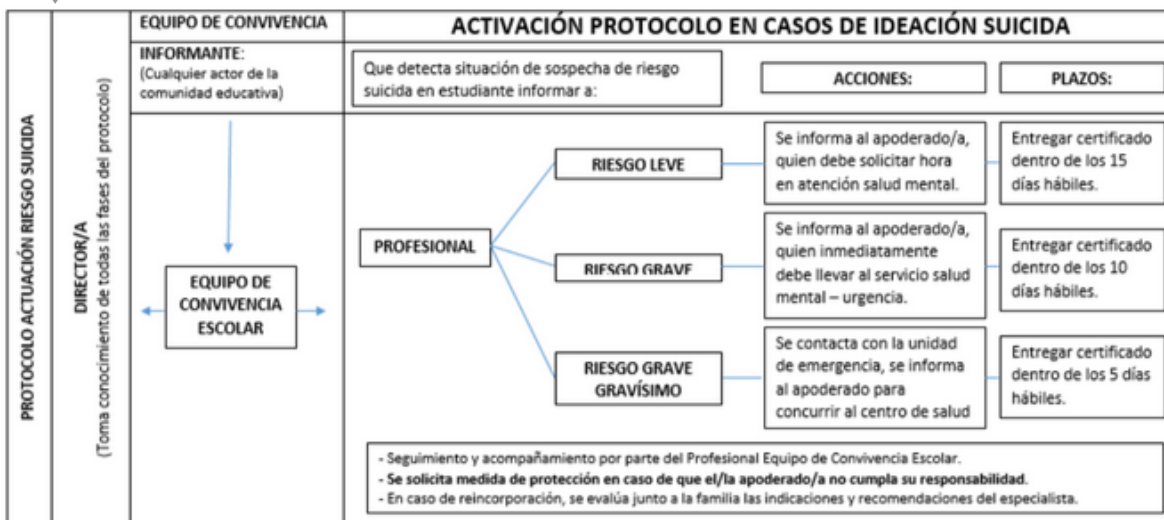 PROTOCOLO ACTUACIÓN RIESGO SUICIDA
DIRECTOR/A
(Toma conocimiento de todas las fases del protocolo)
EQUIPO DE CONVIVENCIA
ACTIVACIÓN PROTOCOLO EN CASOS DE IDEACIÓN SUICIDA
INFORMANTE:
(Cualquier actor de la
comunidad educativa)
Que detecta situación de sospecha de riesgo
suicida en estudiante informar a:
ACCIONES:
PLAZOS:
EQUIPO DE
CONVIVENCIA
ESCOLAR
PROFESIONAL
RIESGO LEVE
Se informa al apoderado/a,
quien debe solicitar hora
en atención salud mental.
Entregar certificado
dentro de los 15
días hábiles.
RIESGO GRAVE
Se informa al apoderado/a,
quien inmediatamente
debe llevar al servicio salud
mental – urgencia.
Entregar certificado
dentro de los 10
días hábiles.
RIESGO GRAVE
GRAVÍSIMO
Se contacta con la unidad
de emergencia, se informa
al apoderado para
concurrir al centro de salud
Entregar certificado
dentro de los 5 días
hábiles.
- Seguimiento y acompañamiento por parte del Profesional Equipo de Convivencia Escolar.
- Se solicita medida de protección en caso de que el/la apoderado/a no cumpla su responsabilidad.
- En caso de reincorporación, se evalúa junto a la familia las indicaciones y recomendaciones del especialista.